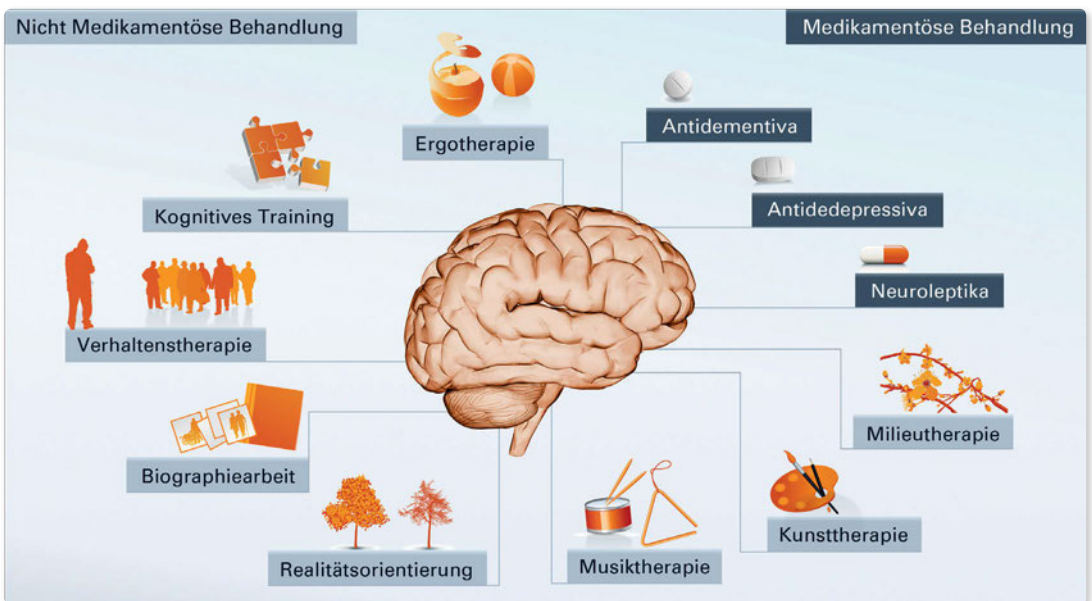 Nicht Medikamentöse Behandlung
Medikamentöse Behandlung
Ergotherapie
Antidementiva
Kognitives Training
Antidedepressiva
Neuroleptika
Verhaltenstherapie
Milieutherapie
Biographiearbeit
Kunsttherapie
Realitätsorientierung
Musiktherapie